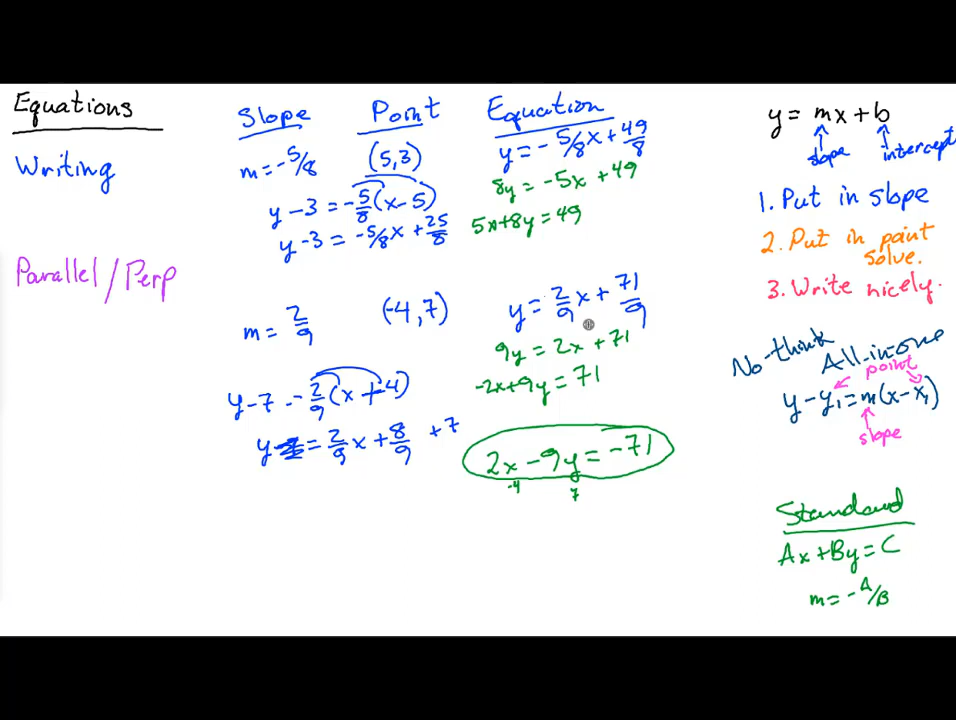 Equations
Writing
Parallel/Perp
Slope Point Equation
m = -5/8 (5,3) y = -5/8x + 49/8
8y = -5x + 49
y - 3 = -5/8(x - 5)
5x + 8y = 49
y - 3 = -5/8x + 25/8
m = 2/9 (-4,7) y = 2/9x + 71/9
9y = 2x + 71
-2x + 9y = 71
y - 7 = 2/9(x + 4)
y = 2/9x + 8/9 + 7
2x - 9y = -71
-4 7
y = mx + b
slope intercept
1. Put in slope
2. Put in point
solve.
3. Write nicely.
No-think All-in-one
point
y - y₁ = m(x - x₁)
slope
Standard
Ax + By = C
m = -A/B